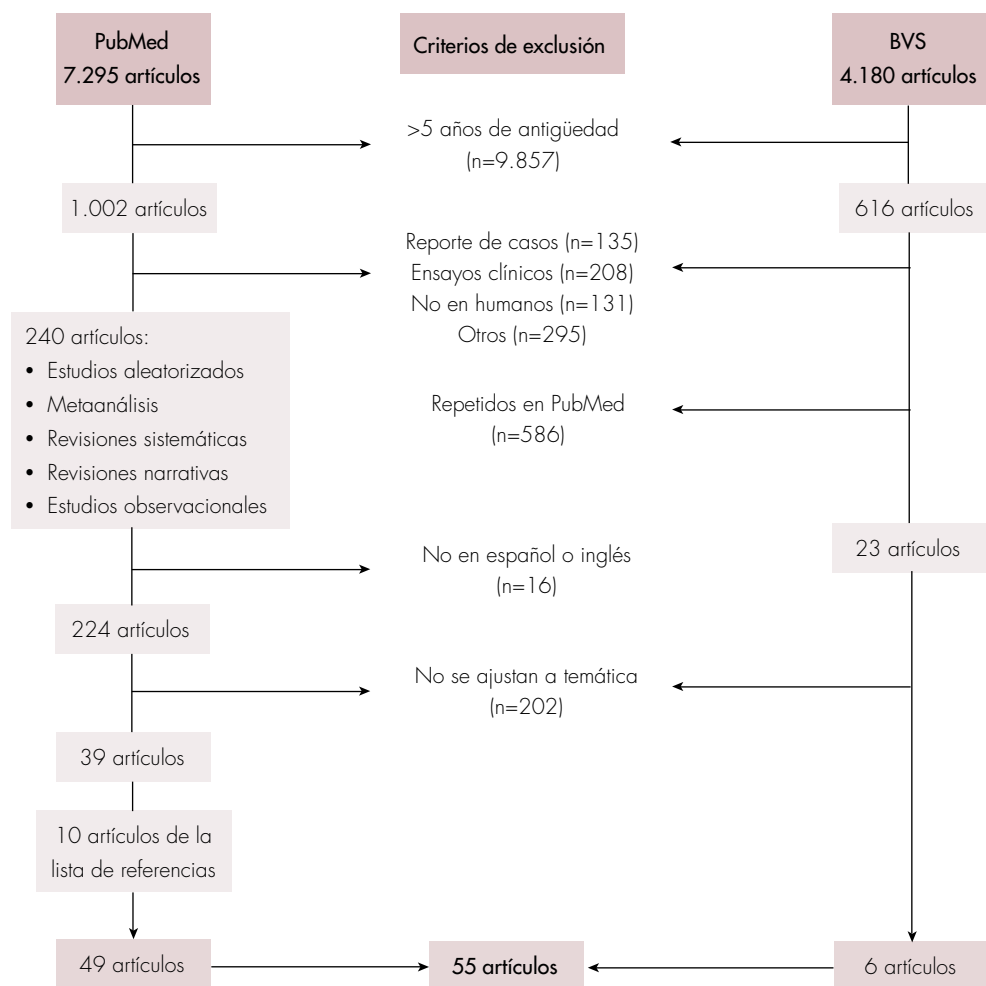 PubMed
7.295 artículos
Criterios de exclusión
BVS
4.180 artículos
>5 años de antigüedad
(n=9.857)
1.002 artículos
616 artículos
Reporte de casos (n=135)
Ensayos clínicos (n=208)
No en humanos (n=131)
Otros (n=295)
240 artículos:
• Estudios aleatorizados
• Metaanálisis
• Revisiones sistemáticas
• Revisiones narrativas
• Estudios observacionales
Repetidos en PubMed
(n=586)
23 artículos
No en español o inglés
(n=16)
224 artículos
No se ajustan a temática
(n=202)
39 artículos
10 artículos de la
lista de referencias
49 artículos
55 artículos
6 artículos